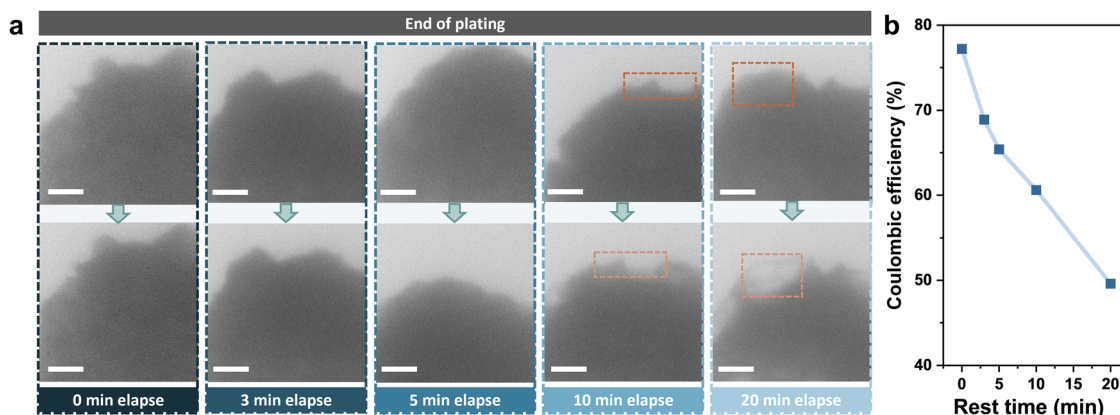 a
End of plating
0 min elapse
3 min elapse
5 min elapse
10 min elapse
20 min elapse
b
80
70
60
50
40
Coulombic efficiency (%)
0
5
10
15
20
Rest time (min)